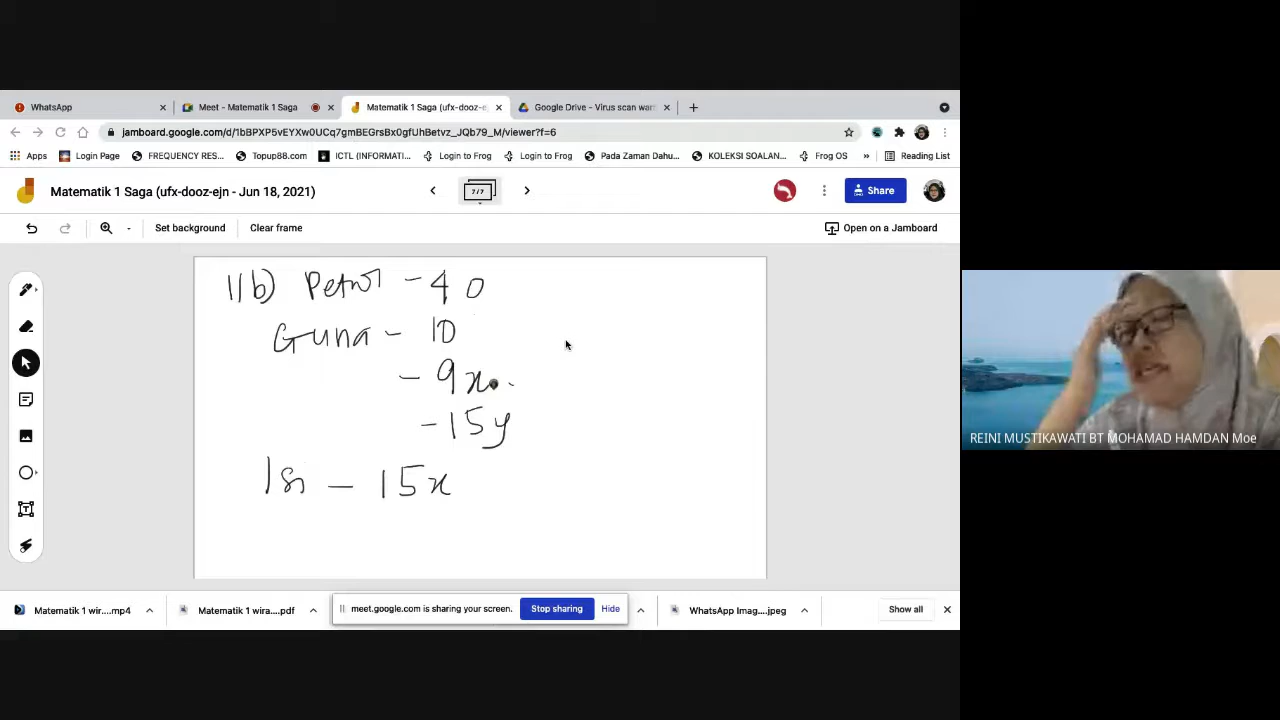 WhatsApp
Meet - Matematik 1 Saga
Matematik 1 Saga (ufx-dooz-ej
Google Drive - Virus scan warn
jamboard.google.com/d/1bBPXP5vEYXw0UCq7gmBEGrsBx0gfUhBetvz_JQb79_M/viewer?f=6
Apps Login Page FREQUENCY RES... Topup88.com ICTL (INFORMATI... Login to Frog Login to Frog Pada Zaman Dahu... KOLEKSI SOALAN... Frog OS » Reading List
Matematik 1 Saga (ufx-dooz-ejn - Jun 18, 2021) 7/7 Share
Set background Clear frame Open on a Jamboard
11b) Petrol - 40
Guna - 10
- 9x
- 15y
Isi - 15x
REINI MUSTIKAWATI BT MOHAMAD HAMDAN Moe
Matematik 1 wir....mp4 Matematik 1 wira....pdf meet.google.com is sharing your screen. Stop sharing Hide WhatsApp Imag....jpeg Show all